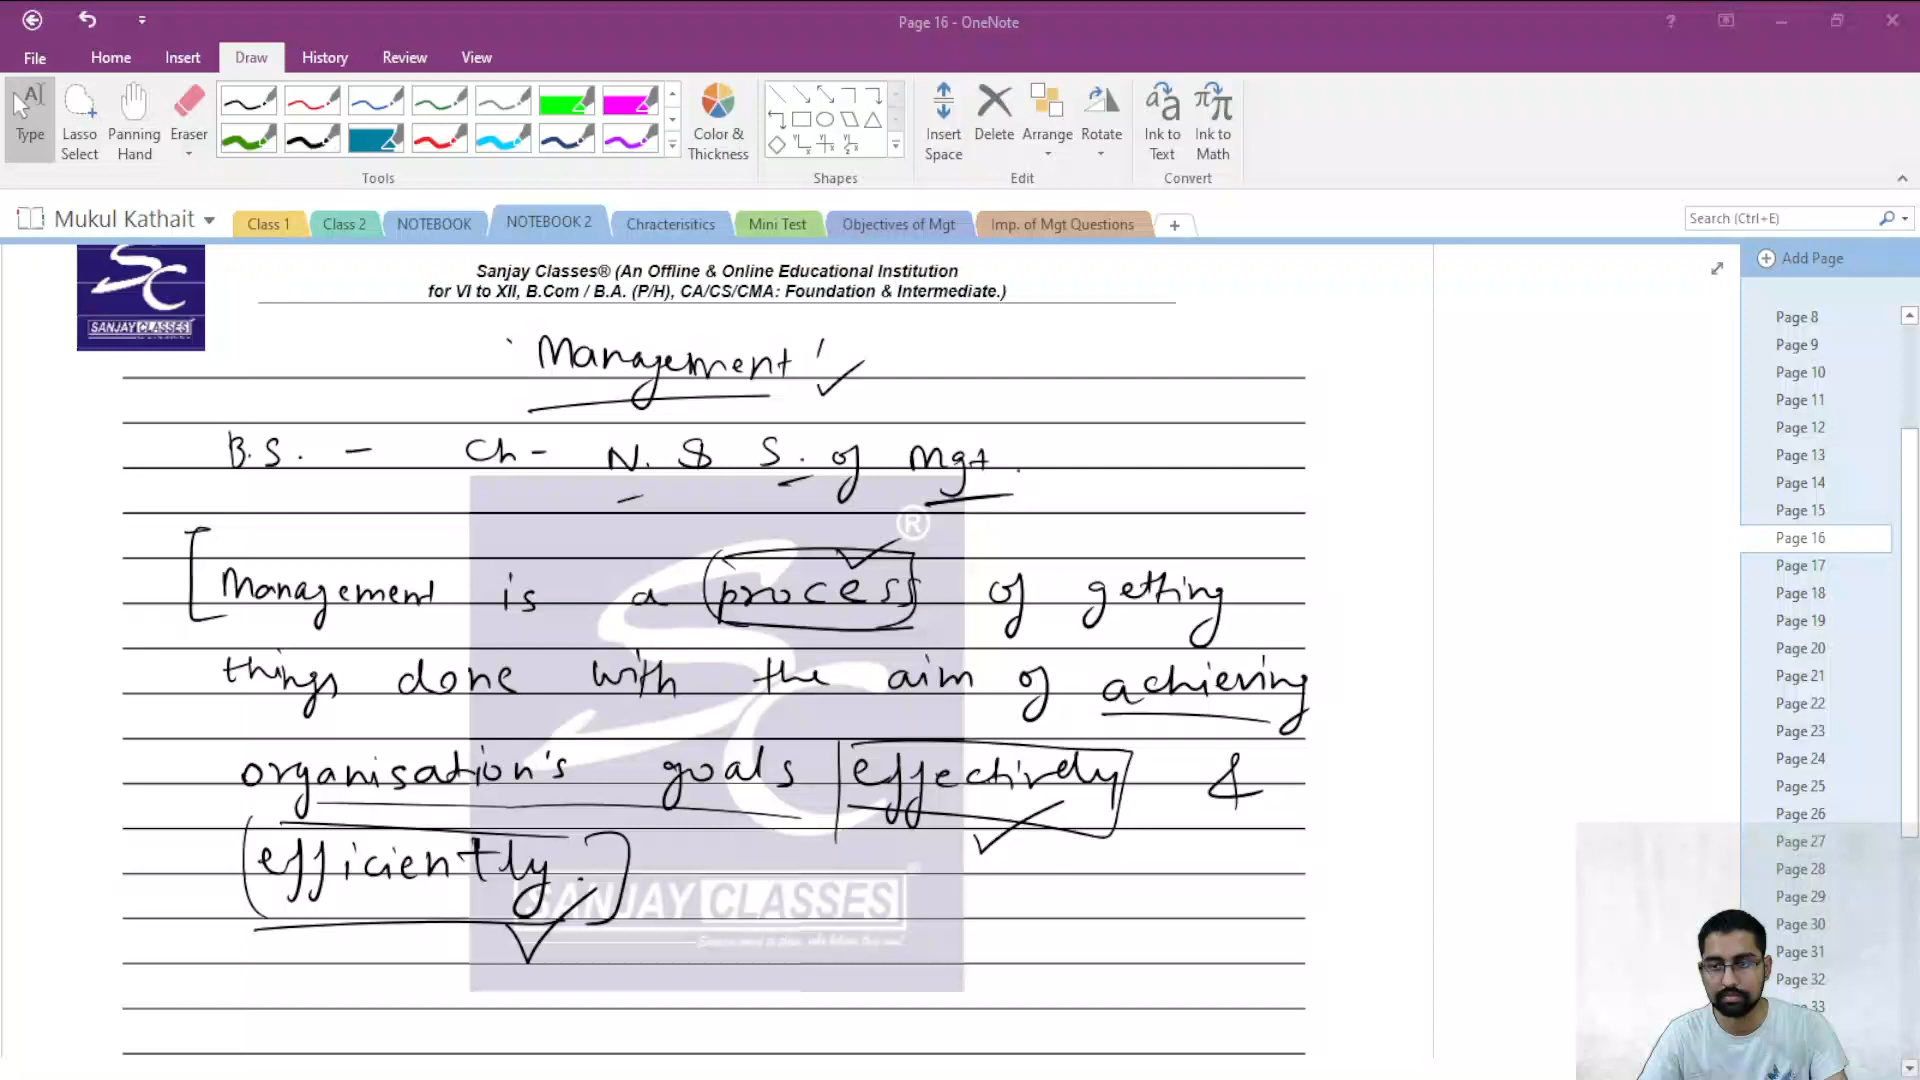 Page 16 - OneNote
File Home Insert Draw History Review View
Type
Lasso Select
Panning Hand
Eraser
Color & Thickness
Insert Space
Delete
Arrange
Rotate
Ink to Text
Ink to Math
Tools
Shapes
Edit
Convert
Mukul Kathait
Class 1
Class 2
NOTEBOOK
NOTEBOOK 2
Chracterisitics
Mini Test
Objectives of Mgt
Imp. of Mgt Questions
+
Search (Ctrl+E)
Add Page
SC
SANJAY CLASSES
Sanjay Classes® (An Offline & Online Educational Institution
for VI to XII, B.Com / B.A. (P/H), CA/CS/CMA: Foundation & Intermediate.)
'Management'
B.S. - Ch - N. & S. of Mgt.
Management is a process of getting
things done with the aim of achieving
organisation's goals effectively &
efficiently.
®
SANJAY CLASSES
Page 8
Page 9
Page 10
Page 11
Page 12
Page 13
Page 14
Page 15
Page 16
Page 17
Page 18
Page 19
Page 20
Page 21
Page 22
Page 23
Page 24
Page 25
Page 26
Page 27
Page 28
Page 29
Page 30
Page 31
Page 32
33